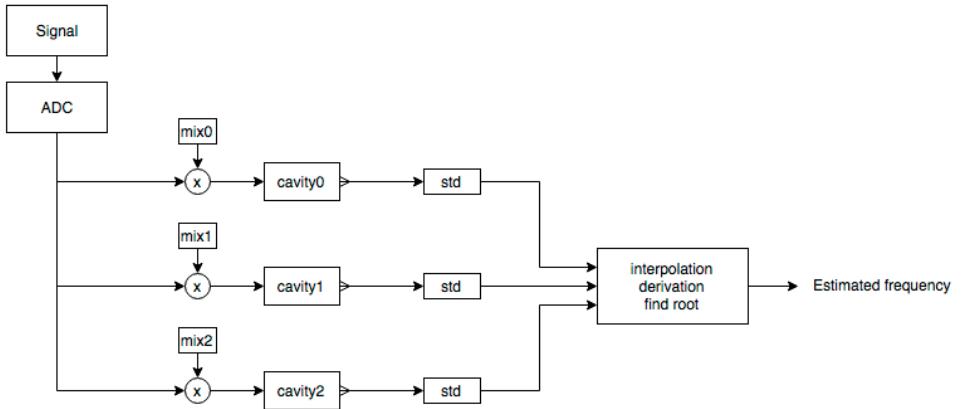 Signal
ADC
mix0
x
cavity0
std
mix1
x
cavity1
std
interpolation
derivation
find root
Estimated frequency
mix2
x
cavity2
std